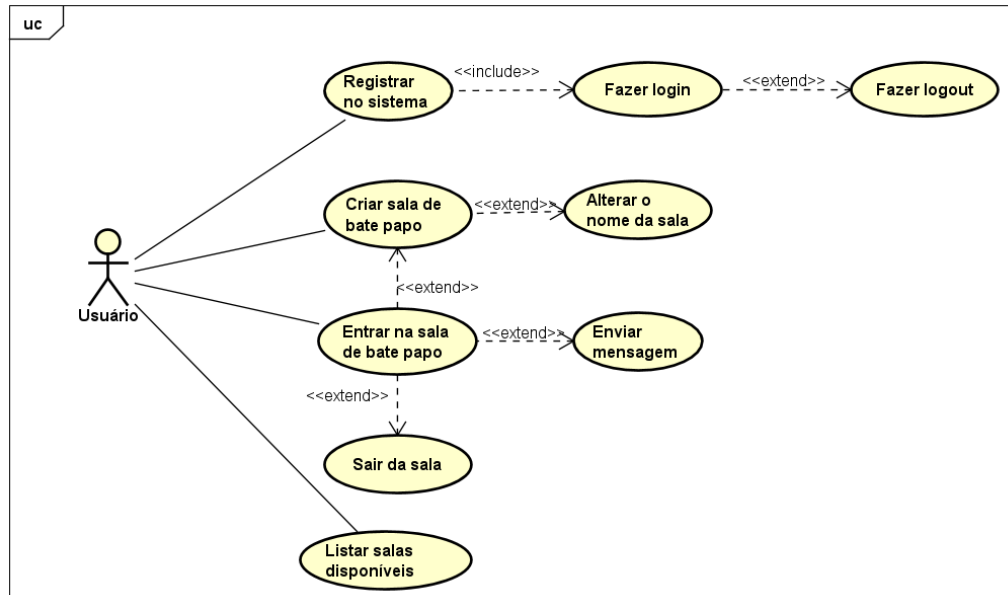 uc
Registrar
no sistema
<<include>>
Fazer login
<<extend>>
Fazer logout
Criar sala de
bate papo
<<extend>>
Alterar o
nome da sala
<<extend>>
Usuário
Entrar na sala
de bate papo
<<extend>>
Enviar
mensagem
<<extend>>
Sair da sala
Listar salas
disponíveis